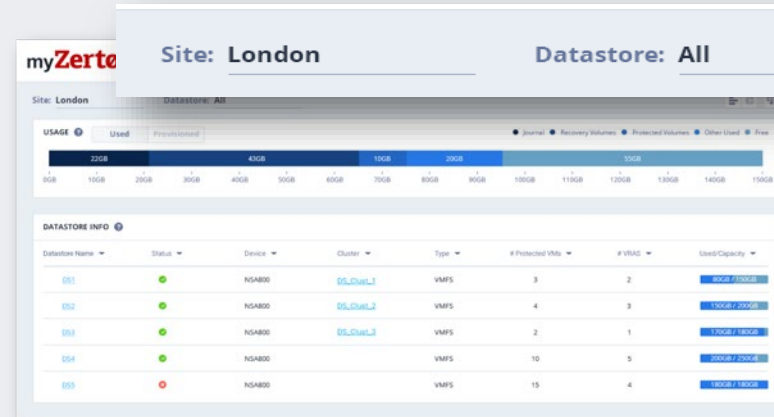 Site: London Datastore: All
myZerto
Site: London Datastore: All
USAGE Used Provisioned Journal Recovery Volumes Protected Volumes Other Used Free
22GB 43GB 10GB 20GB 55GB
0GB 10GB 20GB 30GB 40GB 50GB 60GB 70GB 80GB 90GB 100GB 110GB 120GB 130GB 140GB 150GB
DATASTORE INFO
Datastore Name Status Device Cluster Type # Protected VMs # VRAS Used/Capacity
DS1 NSA800 DS_Clust_1 VMFS 3 2 80GB / 150GB
DS2 NSA800 DS_Clust_2 VMFS 4 3 150GB / 200GB
DS3 NSA800 DS_Clust_3 VMFS 2 1 170GB / 180GB
DS4 NSA800 VMFS 10 5 200GB / 250GB
DS5 NSA800 VMFS 15 4 180GB / 180GB